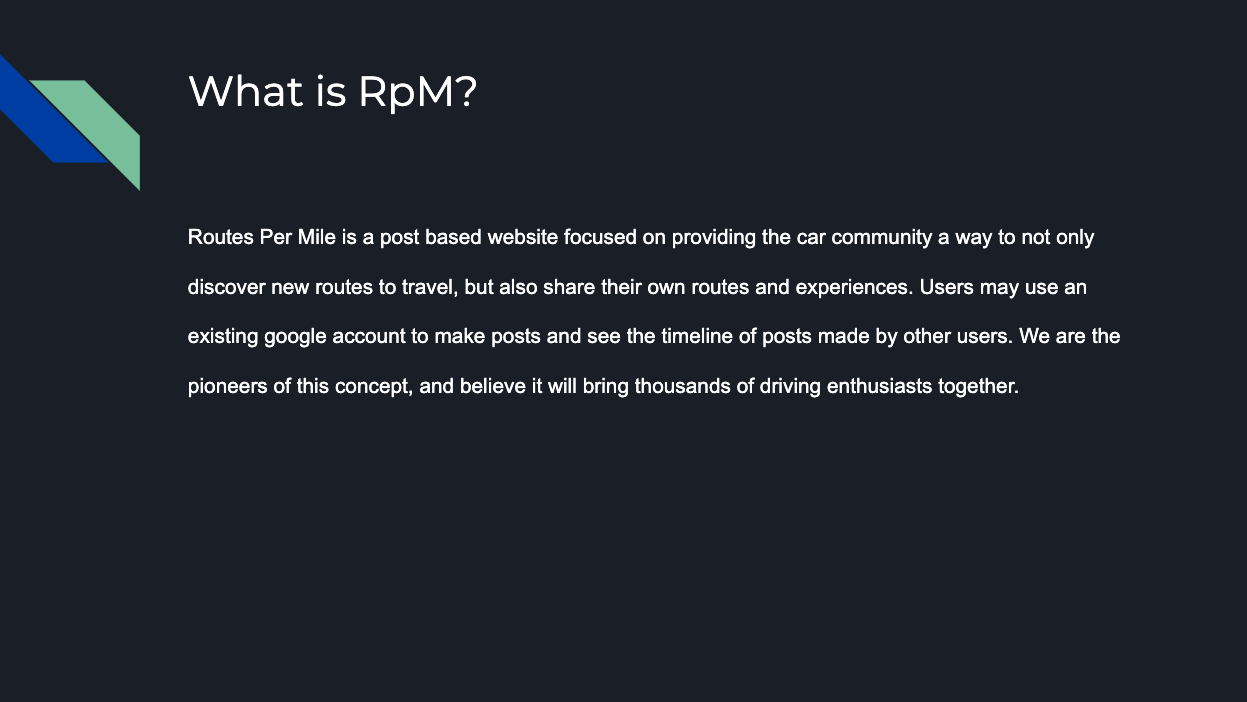 What is RpM?
Routes Per Mile is a post based website focused on providing the car community a way to not only
discover new routes to travel, but also share their own routes and experiences. Users may use an
existing google account to make posts and see the timeline of posts made by other users. We are the
pioneers of this concept, and believe it will bring thousands of driving enthusiasts together.